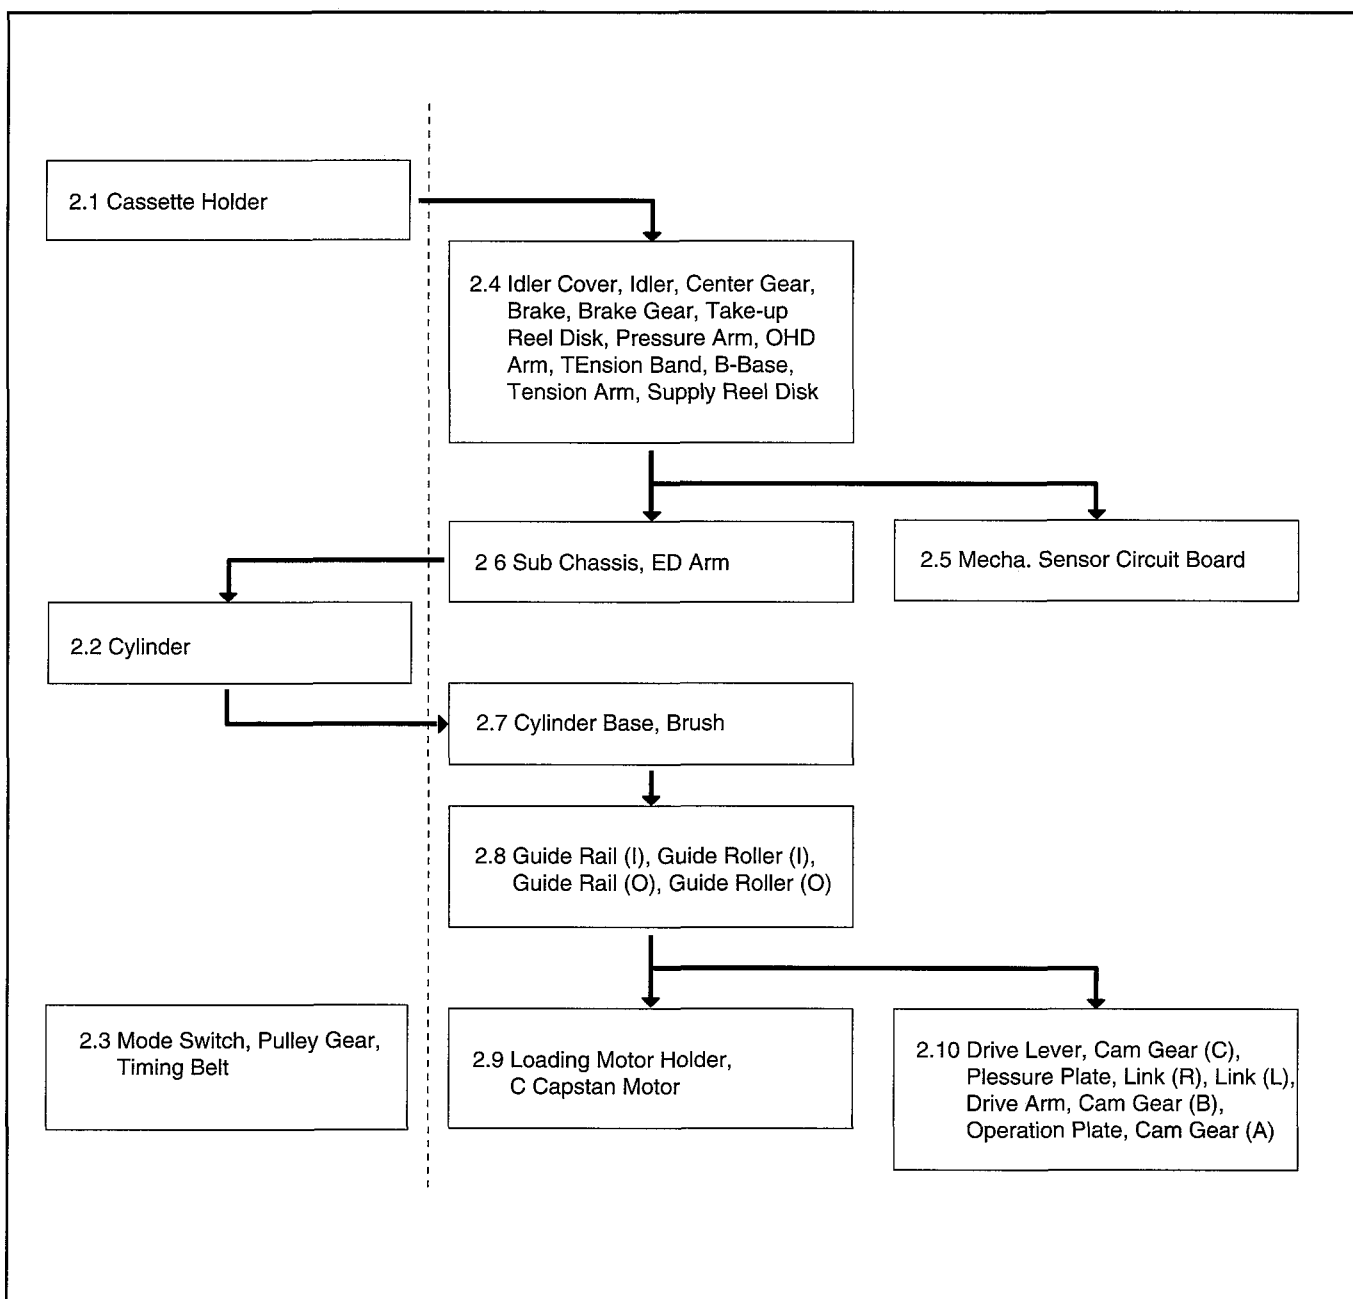 2.1 Cassette Holder
2.4 Idler Cover, Idler, Center Gear,
Brake, Brake Gear, Take-up
Reel Disk, Pressure Arm, OHD
Arm, TEnsion Band, B-Base,
Tension Arm, Supply Reel Disk
2 6 Sub Chassis, ED Arm
2.5 Mecha. Sensor Circuit Board
2.2 Cylinder
2.7 Cylinder Base, Brush
2.8 Guide Rail (I), Guide Roller (I),
Guide Rail (O), Guide Roller (O)
2.3 Mode Switch, Pulley Gear,
Timing Belt
2.9 Loading Motor Holder,
C Capstan Motor
2.10 Drive Lever, Cam Gear (C),
Plessure Plate, Link (R), Link (L),
Drive Arm, Cam Gear (B),
Operation Plate, Cam Gear (A)